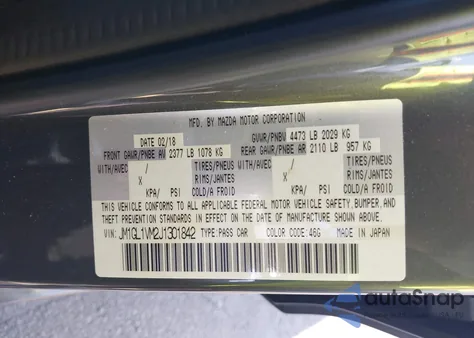 MFD. BY MAZDA MOTOR CORPORATION
DATE 02/18 GVWR/PNBV 4473 LB 2029 KG
FRONT GAWR/PNBE AV 2377 LB 1078 KG REAR GAWR/PNBE AR 2110 LB 957 KG
WITH/AVEC / TIRES/PNEUS WITH/AVEC / TIRES/PNEUS
X RIMS/JANTES X RIMS/JANTES
/ KPA/ PSI COLD/A FROID / KPA/ PSI COLD/A FROID
THIS VEHICLE CONFORMS TO ALL APPLICABLE FEDERAL MOTOR VEHICLE SAFETY, BUMPER, AND
THEFT PREVENTION STANDARDS IN EFFECT ON THE DATE OF MANUFACTURE SHOWN ABOVE.
VIN: JM1GL1VM2J1301842 TYPE:PASS CAR COLOR CODE: 46G MADE IN JAPAN
autoSnap